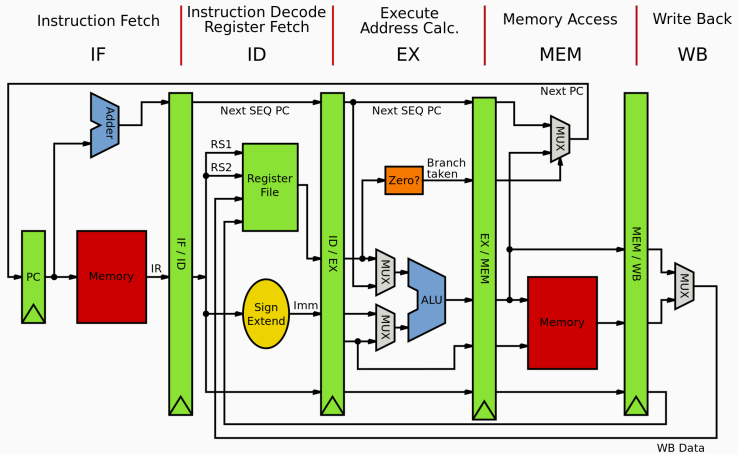 Instruction Fetch
IF
Instruction Decode
Register Fetch
ID
Execute
Address Calc.
EX
Memory Access
MEM
Write Back
WB
Next PC
Adder
Next SEQ PC
Next SEQ PC
MUX
RS1
RS2
Register
File
Branch
taken
Zero?
IF / ID
ID / EX
EX / MEM
MEM / WB
PC
Memory
IR
MUX
ALU
MUX
Sign
Extend
Imm
MUX
Memory
MUX
WB Data